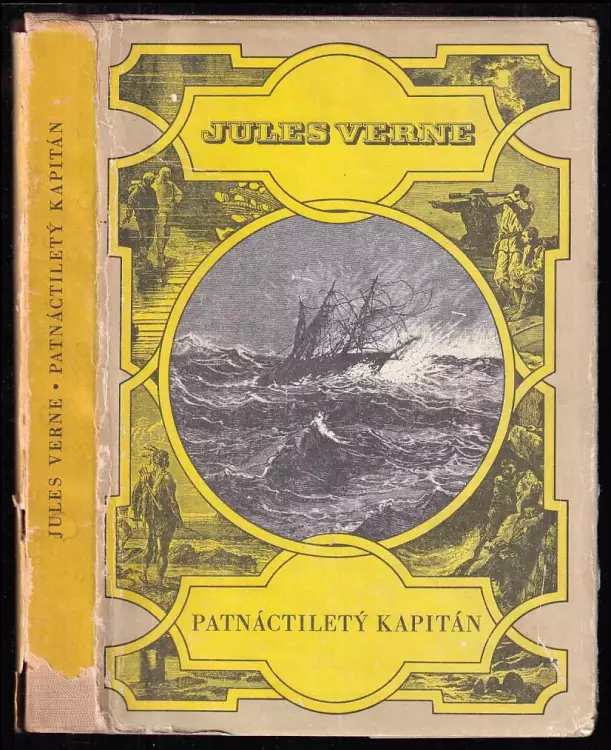 JULES VERNE • PATNÁCTILETÝ KAPITÁN
JULES VERNE
PATNÁCTILETÝ KAPITÁN